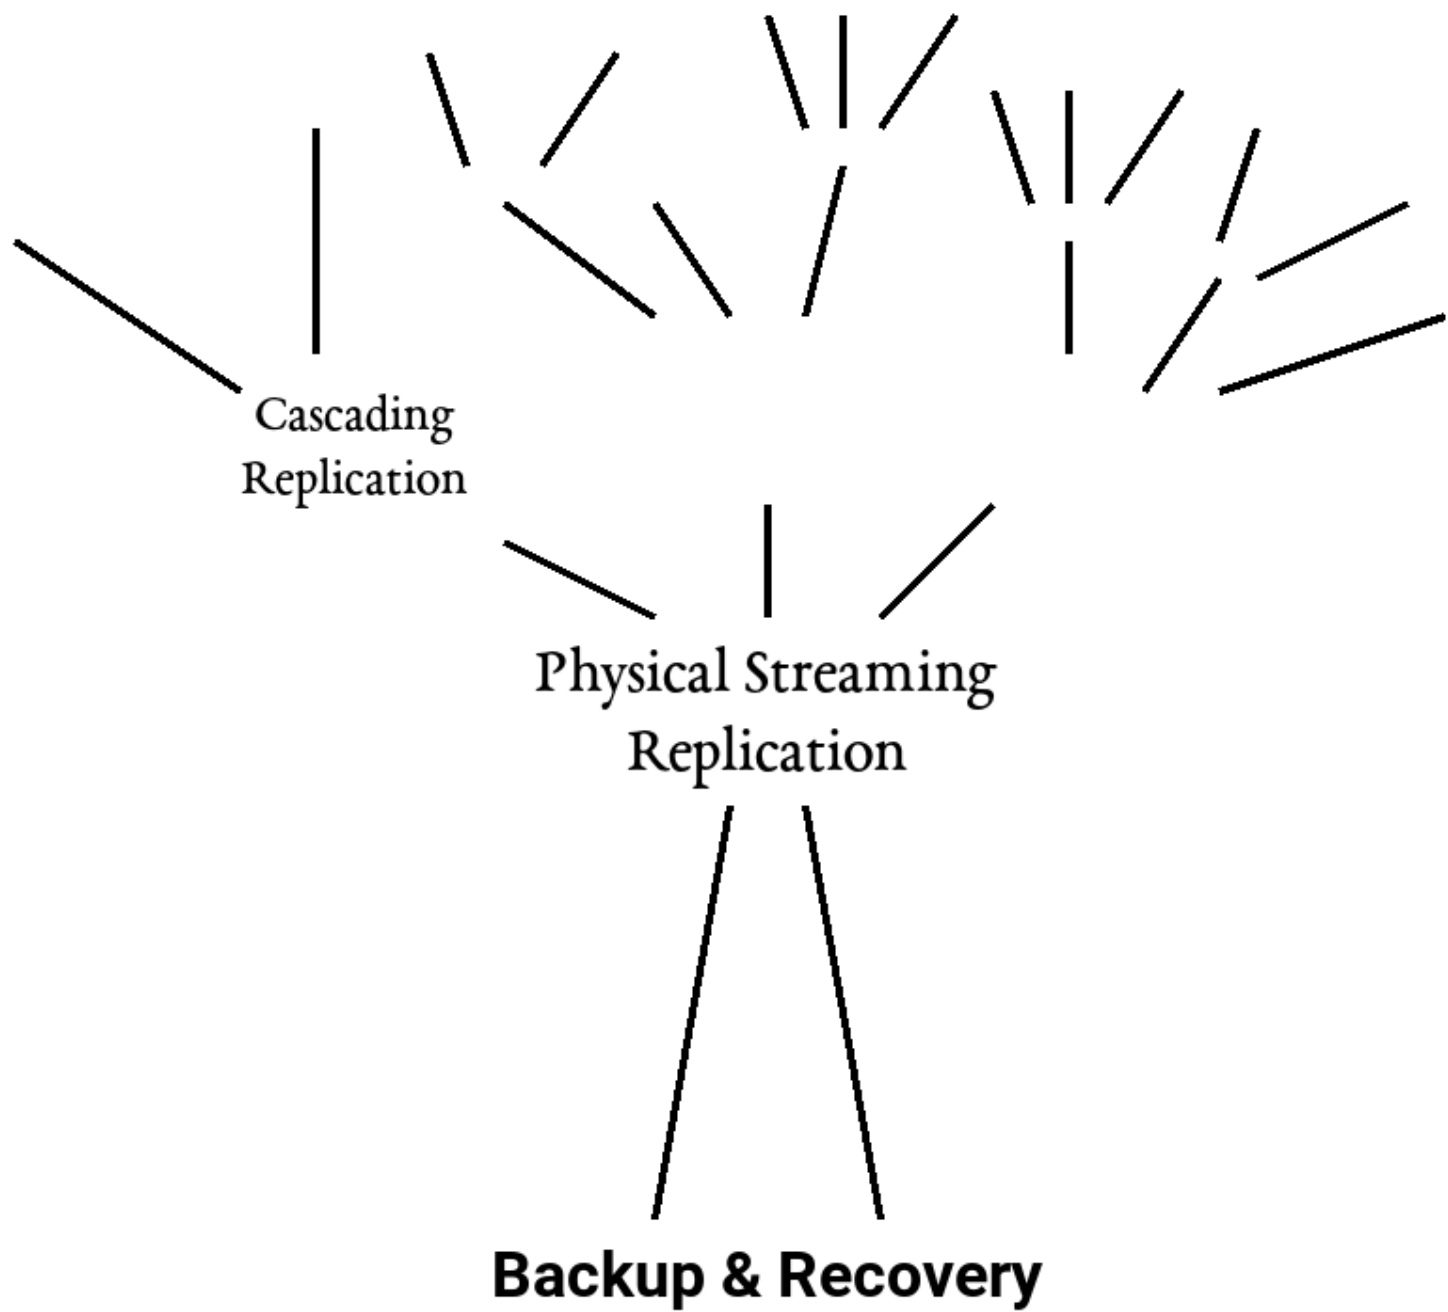 Cascading
Replication
Physical Streaming
Replication
Backup & Recovery